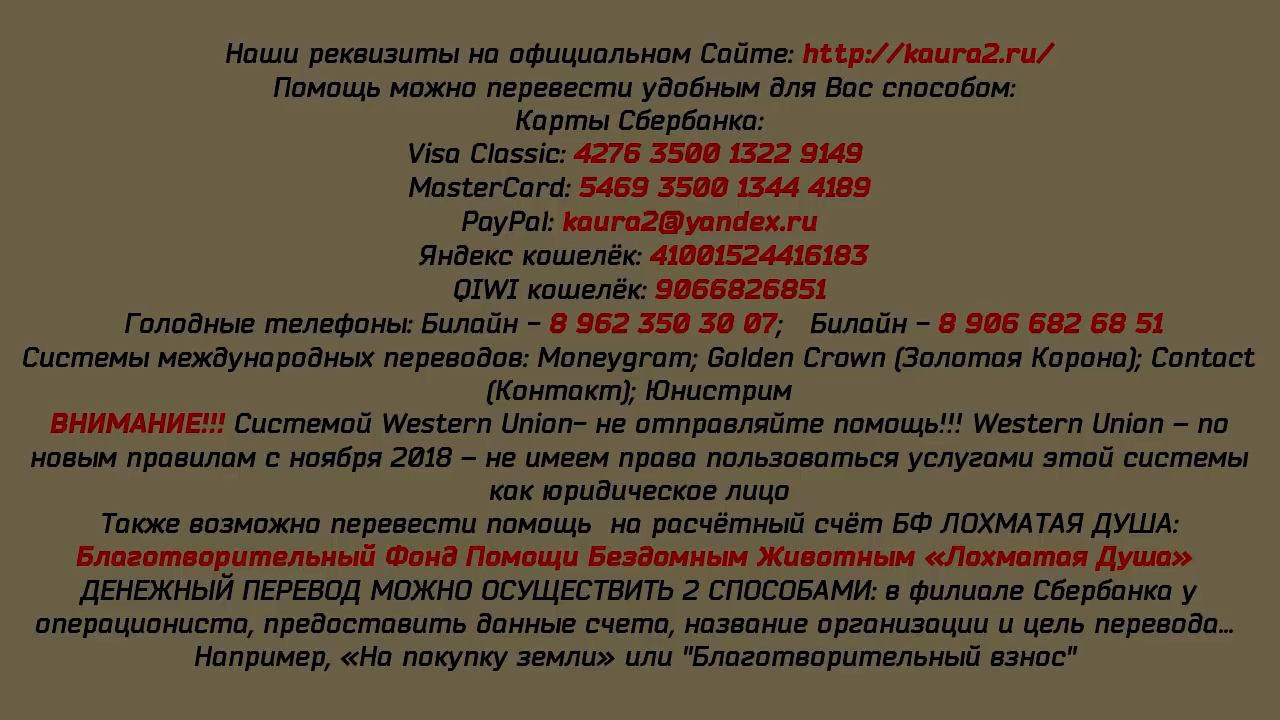 Наши реквизиты на официальном Сайте: http://kaura2.ru/
Помощь можно перевести удобным для Вас способом:
Карты Сбербанка:
Visa Classic: 4276 3500 1322 9149
MasterCard: 5469 3500 1344 4189
PayPal: kaura2@yandex.ru
Яндекс кошелёк: 41001524416183
QIWI кошелёк: 9066826851
Голодные телефоны: Билайн - 8 962 350 30 07; Билайн - 8 906 682 68 51
Системы международных переводов: Moneygram; Golden Crown (Золотая Корона); Contact
(Контакт); Юнистрим
ВНИМАНИЕ!!! Системой Western Union- не отправляйте помощь!!! Western Union – по
новым правилам с ноября 2018 – не имеем права пользоваться услугами этой системы
как юридическое лицо
Также возможно перевести помощь на расчётный счёт БФ ЛОХМАТАЯ ДУША:
Благотворительный Фонд Помощи Бездомным Животным «Лохматая Душа»
ДЕНЕЖНЫЙ ПЕРЕВОД МОЖНО ОСУЩЕСТВИТЬ 2 СПОСОБАМИ: в филиале Сбербанка у
операциониста, предоставить данные счета, название организации и цель перевода...
Например, «На покупку земли» или "Благотворительный взнос"